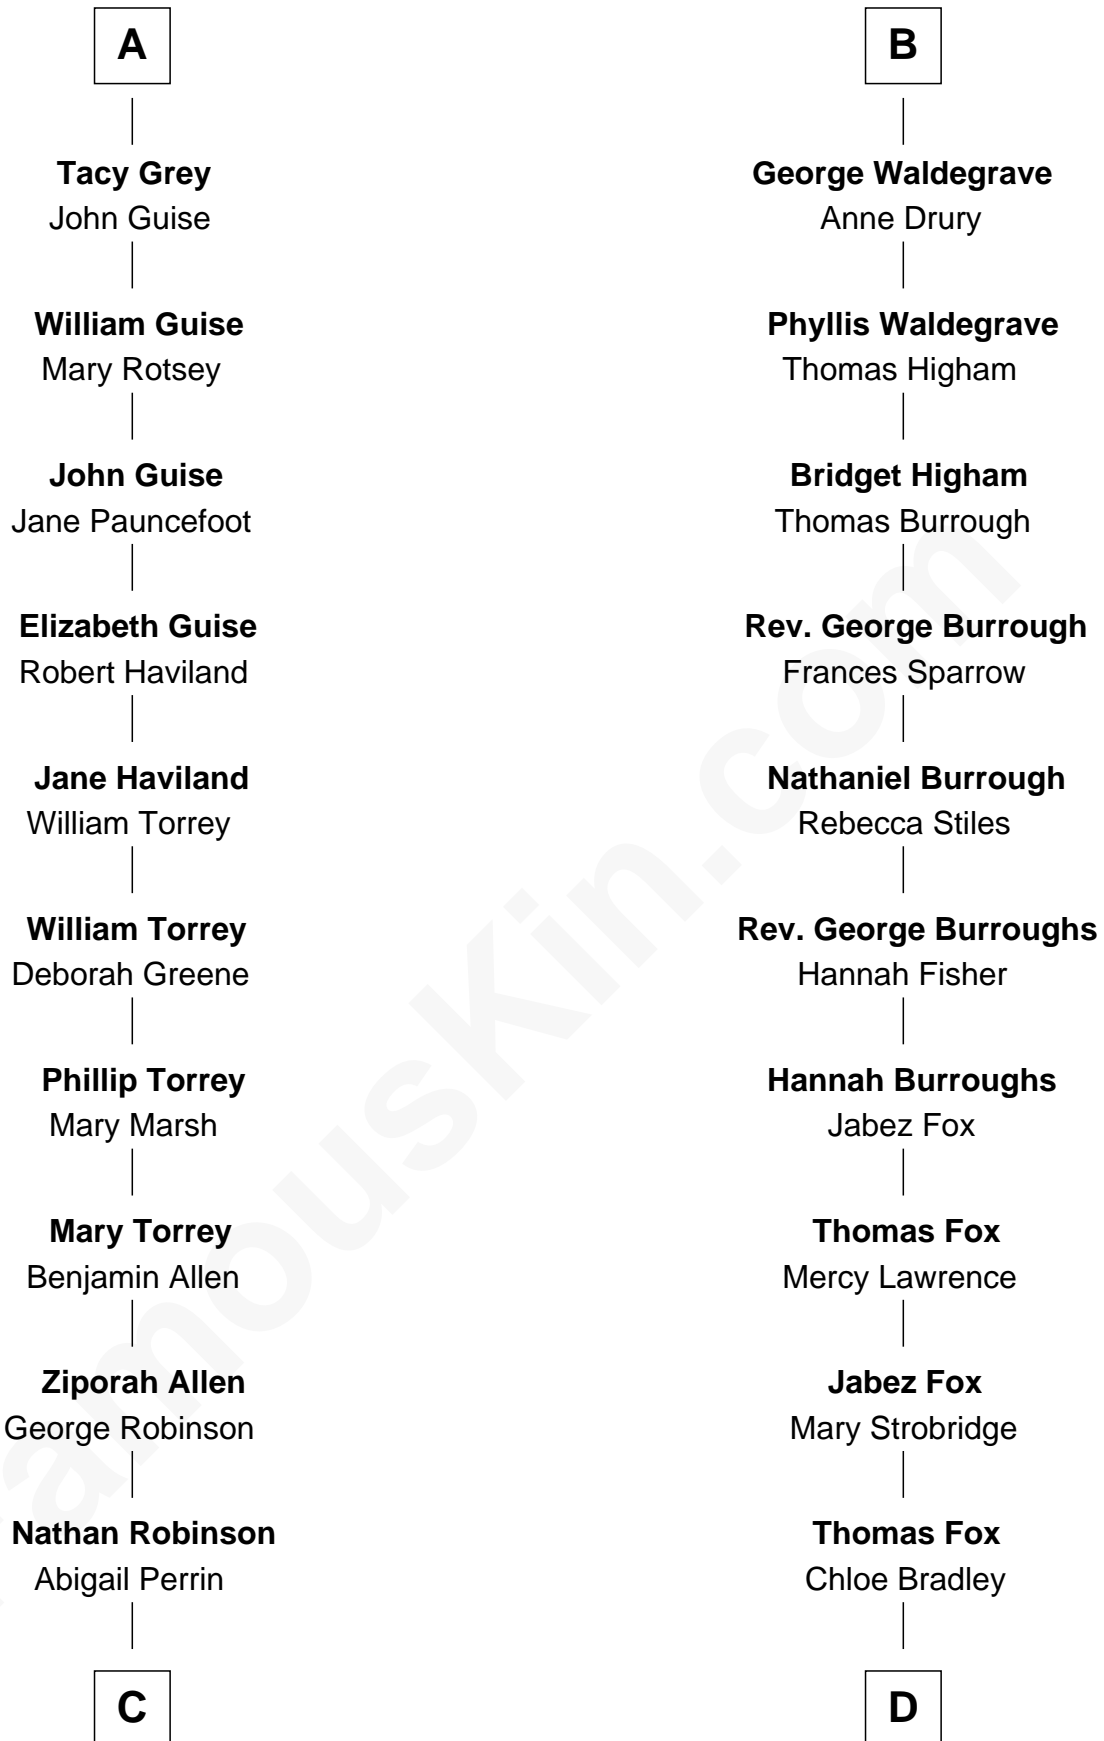 A
Tacy Grey
John Guise
William Guise
Mary Rotsey
John Guise
Jane Pauncefoot
Elizabeth Guise
Robert Haviland
Jane Haviland
William Torrey
William Torrey
Deborah Greene
Phillip Torrey
Mary Marsh
Mary Torrey
Benjamin Allen
Ziporah Allen
George Robinson
Nathan Robinson
Abigail Perrin
C
B
George Waldegrave
Anne Drury
Phyllis Waldegrave
Thomas Higham
Bridget Higham
Thomas Burrough
Rev. George Burrough
Frances Sparrow
Nathaniel Burrough
Rebecca Stiles
Rev. George Burroughs
Hannah Fisher
Hannah Burroughs
Jabez Fox
Thomas Fox
Mercy Lawrence
Jabez Fox
Mary Strobridge
Thomas Fox
Chloe Bradley
D
FamousKin.com